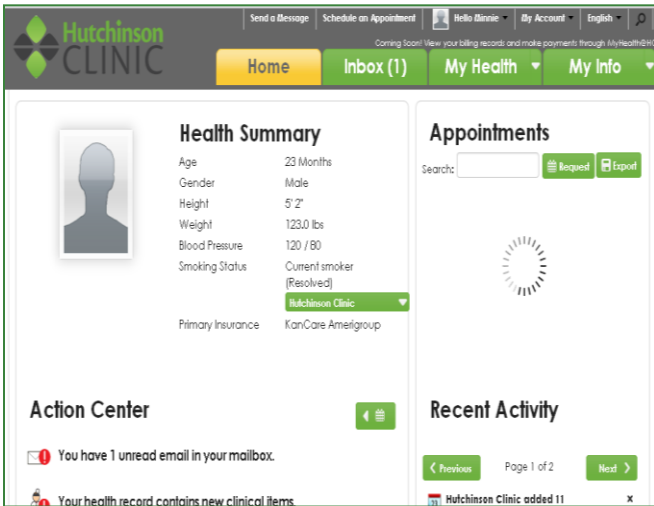 Hutchinson
CLINIC
Send a Message Schedule an Appointment Hello Minnie My Account English
Coming Soon! View your billing records and make payments through MyHealth@HC
Home Inbox (1) My Health My Info
Health Summary
Age 23 Months
Gender Male
Height 5' 2"
Weight 123.0 lbs
Blood Pressure 120 / 80
Smoking Status Current smoker
(Resolved)
Hutchinson Clinic
Primary Insurance KanCare Amerigroup
Appointments
Search: Request Export
Action Center
You have 1 unread email in your mailbox.
Your health record contains new clinical items.
Recent Activity
Previous Page 1 of 2 Next
Hutchinson Clinic added 11 x